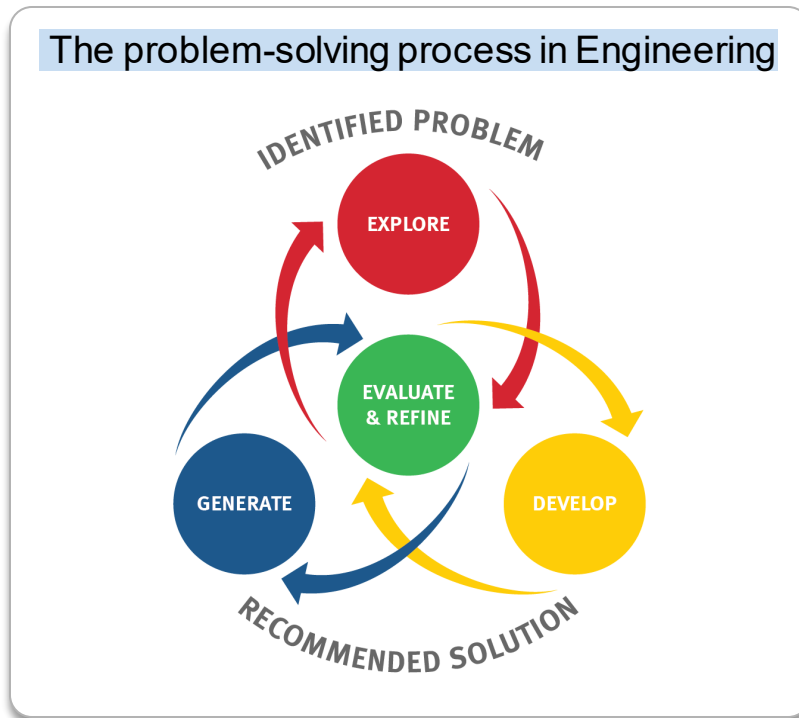 The problem-solving process in Engineering
IDENTIFIED PROBLEM
EXPLORE
EVALUATE
& REFINE
GENERATE
DEVELOP
RECOMMENDED SOLUTION